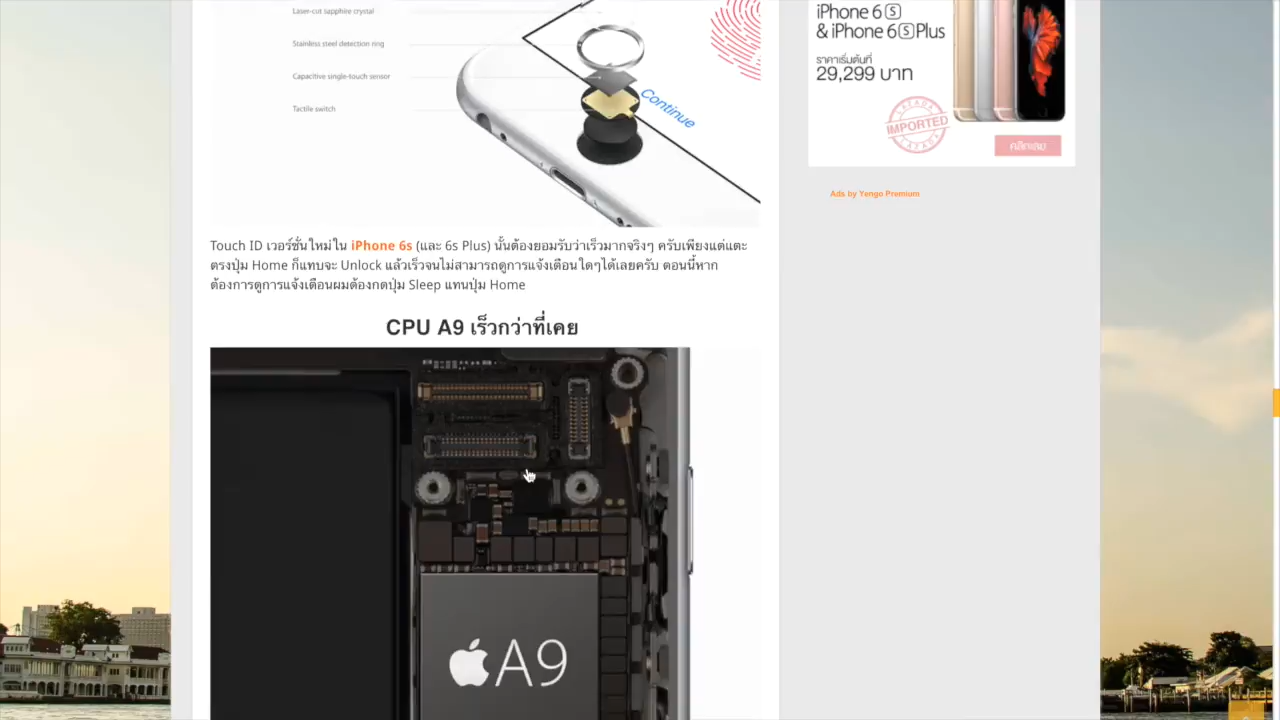 Laser-cut sapphire crystal
Stainless steel detection ring
Capacitive single-touch sensor
Tactile switch
Continue
Touch ID เวอร์ชั่นใหม่ใน iPhone 6s (และ 6s Plus) นั้นต้องยอมรับว่าเร็วมากจริงๆ ครับเพียงแต่แตะ
ตรงปุ่ม Home ก็แทบจะ Unlock แล้วเร็วจนไม่สามารถดูการแจ้งเตือนใดๆได้เลยครับ ตอนนี้หาก
ต้องการดูการแจ้งเตือนผมต้องกดปุ่ม Sleep แทนปุ่ม Home
CPU A9 เร็วกว่าที่เคย
A9
iPhone 6S
& iPhone 6S Plus
ราคาเริ่มต้นที่
29,299 บาท
LAZADA
IMPORTED
LAZADA
คลิกเลย
Ads by Yengo Premium